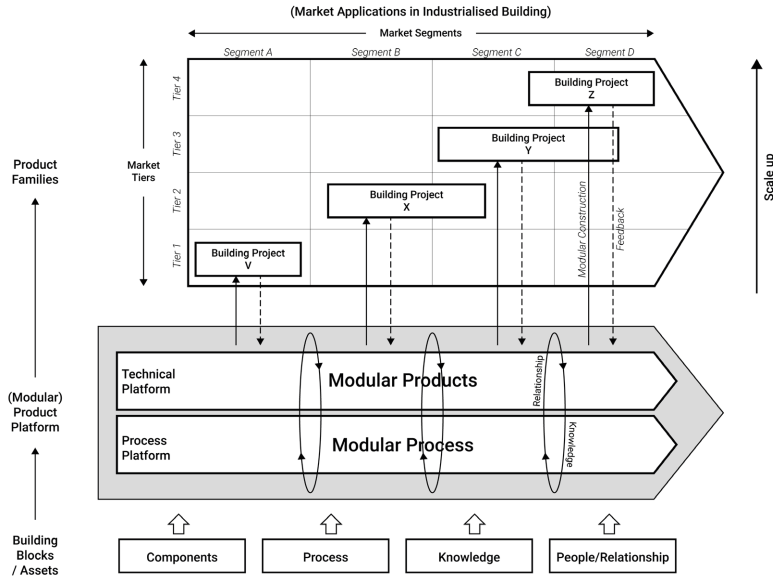 (Market Applications in Industrialised Building)
Market Segments
Segment A
Segment B
Segment C
Segment D
Tier 4
Tier 3
Tier 2
Tier 1
Market
Tiers
Building Project
Z
Building Project
Y
Building Project
X
Building Project
V
Modular Construction
Feedback
Scale up
Product
Families
(Modular)
Product
Platform
Building
Blocks
/ Assets
Technical
Platform
Modular Products
Relationship
Process
Platform
Modular Process
Knowledge
Components
Process
Knowledge
People/Relationship